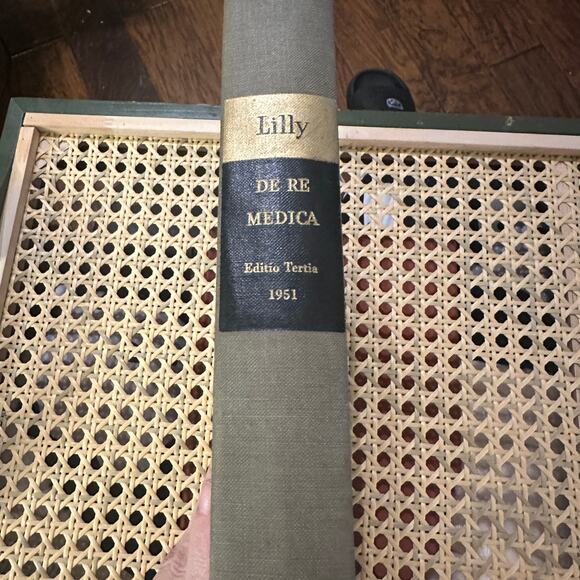 Lilly
DE RE
MEDICA
Editio Tertia
1951